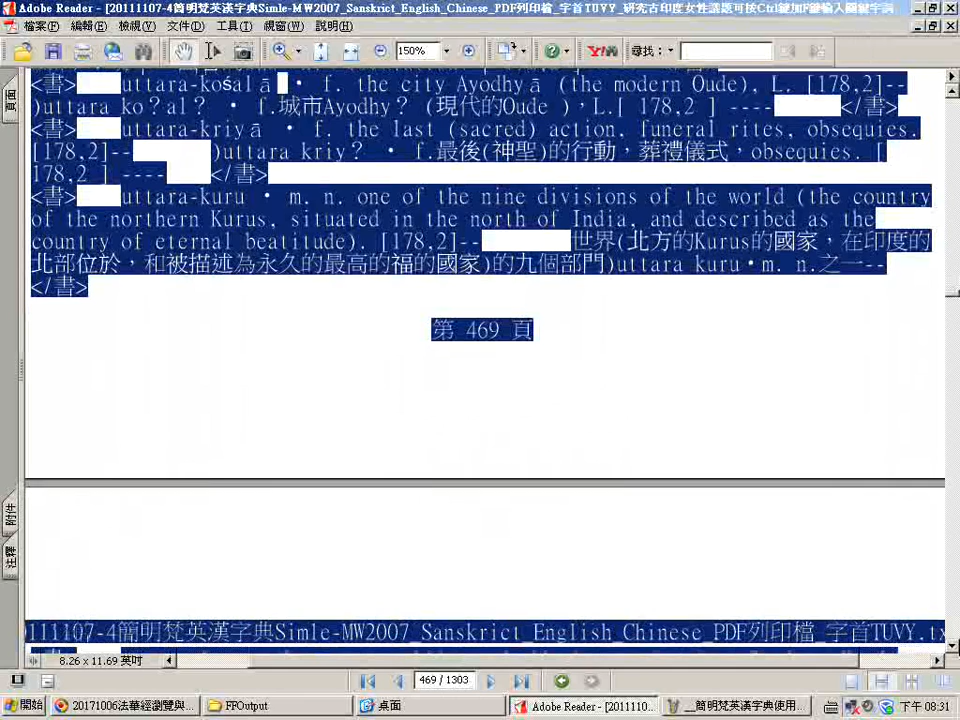 Adobe Reader - [20111107-4簡明梵英漢字典Simle-MW2007_Sanskrict_English_Chinese_PDF列印檔_字首TUVY_研究古印度女性議題可按Ctrl鍵加F鍵輸入關鍵字詞
檔案(F) 編輯(E) 檢視(V) 文件(D) 工具(T) 視窗(W) 說明(H)
150% 尋找：
頁面
<書> uttara-kośalā • f. the city Ayodhyā (the modern Oude), L. [178,2]--
)uttara ko？al？ • f.城市Ayodhy？ (現代的Oude ), L.[ 178,2 ] ---- </書>
<書> uttara-kriyā • f. the last (sacred) action, funeral rites, obsequies.
[178,2]-- )uttara kriy？ • f.最後(神聖)的行動，葬禮儀式，obsequies. [
178,2 ] ---- </書>
<書> uttara-kuru • m. n. one of the nine divisions of the world (the country
of the northern Kurus, situated in the north of India, and described as the
country of eternal beatitude). [178,2]-- 世界(北方的Kurus的國家，在印度的
北部位於，和被描述為永久的最高的福的國家)的九個部門)uttara kuru•m. n.之一--
</書>
第 469 頁
附件
注釋
111107-4簡明梵英漢字典Simle-MW2007_Sanskrict_English_Chinese_PDF列印檔_字首TUVY.tx
8.26 x 11.69 英吋
469 / 1303
開始 20171006法華經瀏覽與... FFOutput 桌面 Adobe Reader - [2011110... __簡明梵英漢字典使用... 下午 08:31